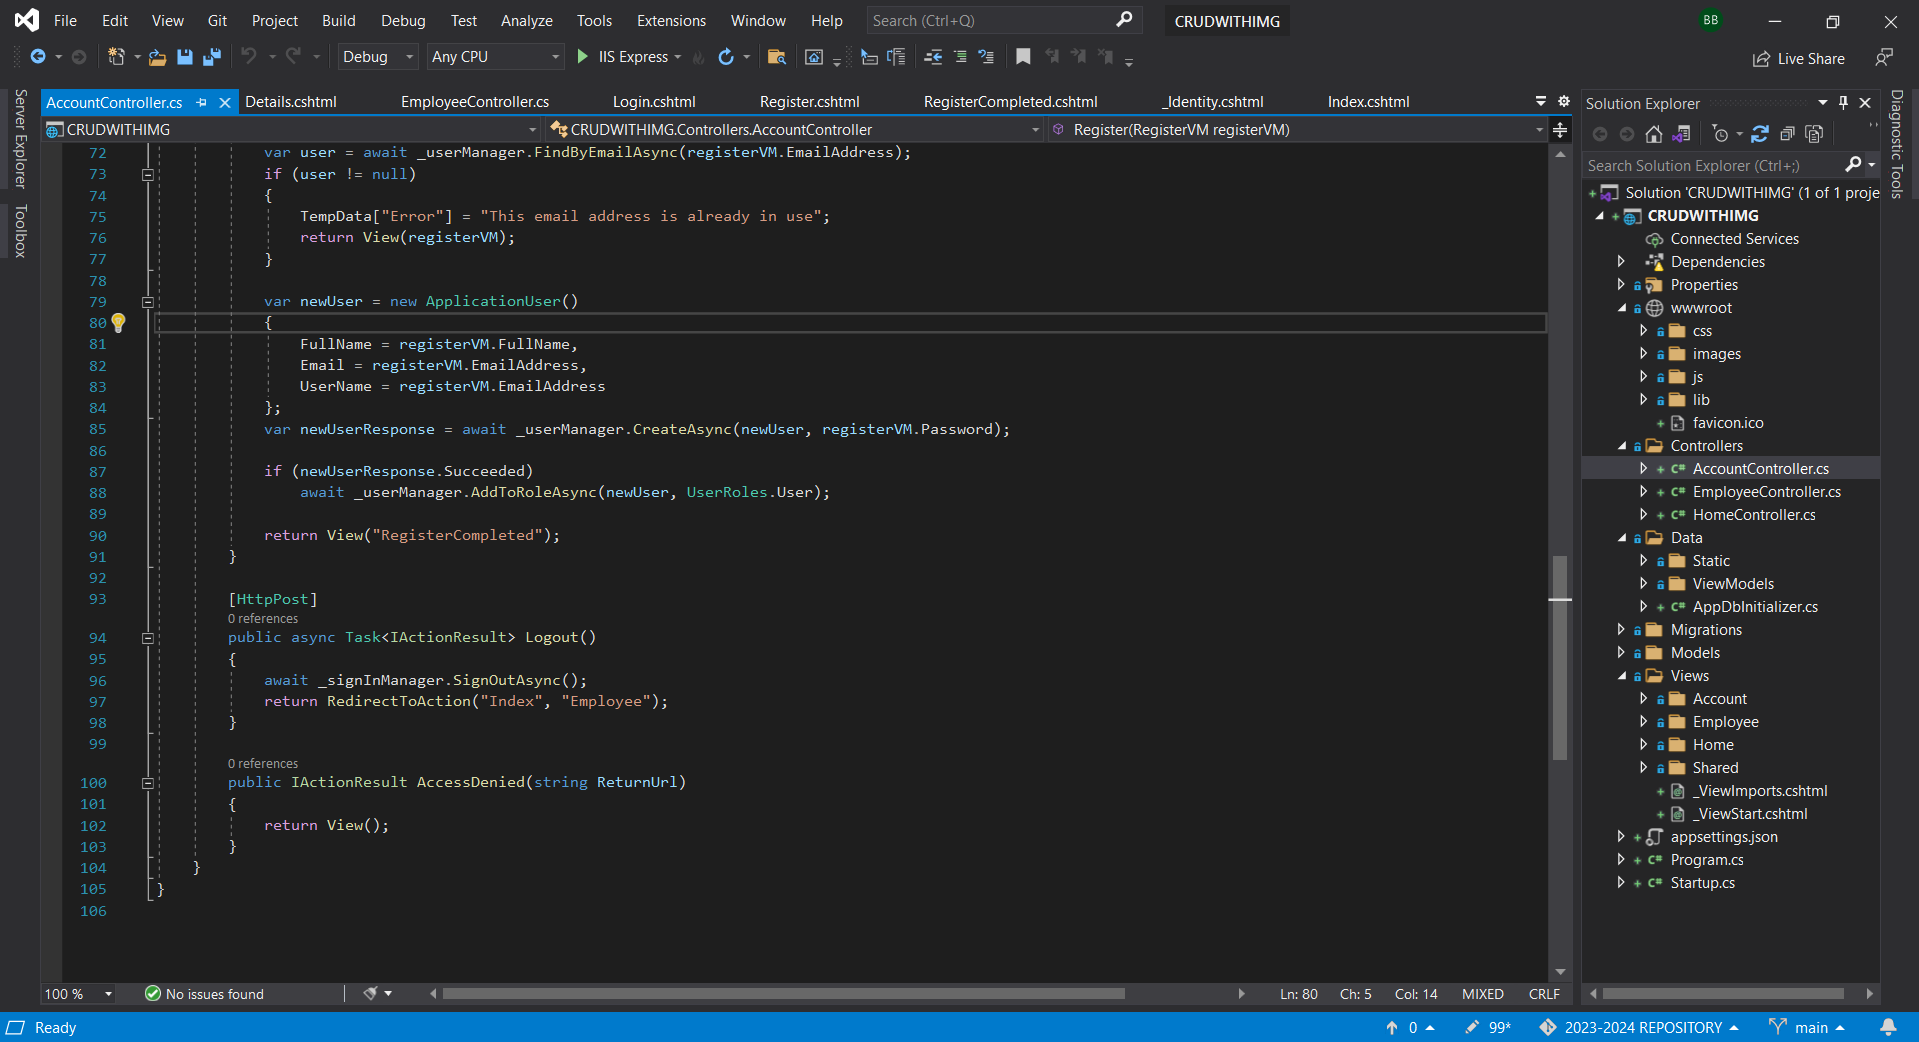 File Edit View Git Project Build Debug Test Analyze Tools Extensions Window Help Search (Ctrl+Q) CRUDWITHIMG BB
Debug Any CPU IIS Express Live Share
Server Explorer
Toolbox
AccountController.cs Details.cshtml EmployeeController.cs Login.cshtml Register.cshtml RegisterCompleted.cshtml _Identity.cshtml Index.cshtml
CRUDWITHIMG CRUDWITHIMG.Controllers.AccountController Register(RegisterVM registerVM)
72 var user = await _userManager.FindByEmailAsync(registerVM.EmailAddress);
73 if (user != null)
74 {
75 TempData["Error"] = "This email address is already in use";
76 return View(registerVM);
77 }
78
79 var newUser = new ApplicationUser()
80 {
81 FullName = registerVM.FullName,
82 Email = registerVM.EmailAddress,
83 UserName = registerVM.EmailAddress
84 };
85 var newUserResponse = await _userManager.CreateAsync(newUser, registerVM.Password);
86
87 if (newUserResponse.Succeeded)
88 await _userManager.AddToRoleAsync(newUser, UserRoles.User);
89
90 return View("RegisterCompleted");
91 }
92
93 [HttpPost]
0 references
94 public async Task<IActionResult> Logout()
95 {
96 await _signInManager.SignOutAsync();
97 return RedirectToAction("Index", "Employee");
98 }
99
0 references
100 public IActionResult AccessDenied(string ReturnUrl)
101 {
102 return View();
103 }
104 }
105 }
106
100 % No issues found Ln: 80 Ch: 5 Col: 14 MIXED CRLF
Solution Explorer
Search Solution Explorer (Ctrl+;)
Solution 'CRUDWITHIMG' (1 of 1 proje
CRUDWITHIMG
Connected Services
Dependencies
Properties
wwwroot
css
images
js
lib
favicon.ico
Controllers
AccountController.cs
EmployeeController.cs
HomeController.cs
Data
Static
ViewModels
AppDbInitializer.cs
Migrations
Models
Views
Account
Employee
Home
Shared
_ViewImports.cshtml
_ViewStart.cshtml
appsettings.json
Program.cs
Startup.cs
Diagnostic Tools
Ready 0 99* 2023-2024 REPOSITORY main